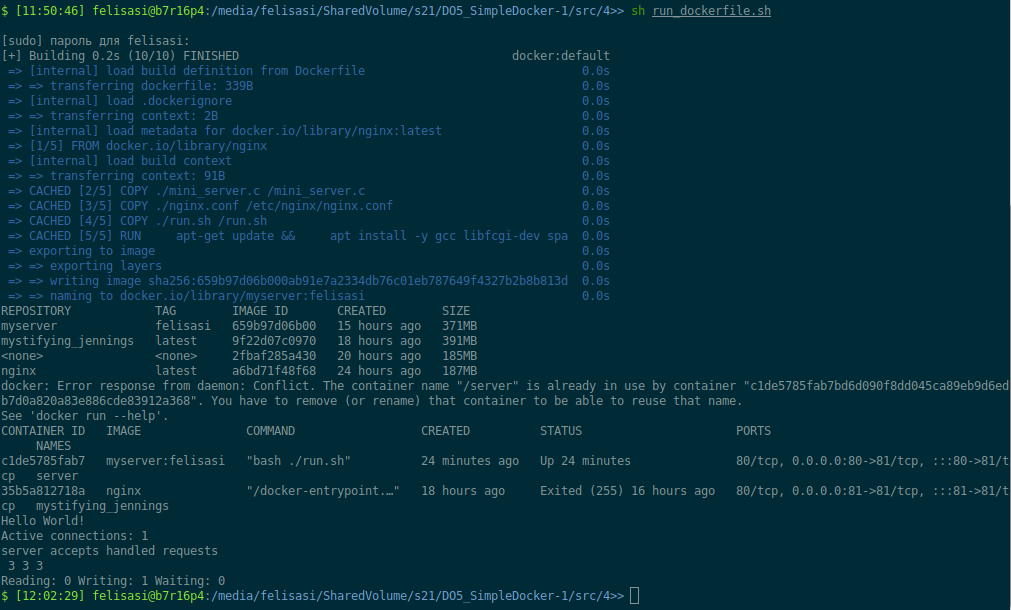 $ [11:50:46] felisasi@b7r16p4:/media/felisasi/SharedVolume/s21/DO5_SimpleDocker-1/src/4>> sh run_dockerfile.sh
[sudo] пароль для felisasi:
[+] Building 0.2s (10/10) FINISHED docker:default
=> [internal] load build definition from Dockerfile 0.0s
=> => transferring dockerfile: 339B 0.0s
=> [internal] load .dockerignore 0.0s
=> => transferring context: 2B 0.0s
=> [internal] load metadata for docker.io/library/nginx:latest 0.0s
=> [1/5] FROM docker.io/library/nginx 0.0s
=> [internal] load build context 0.0s
=> => transferring context: 91B 0.0s
=> CACHED [2/5] COPY ./mini_server.c /mini_server.c 0.0s
=> CACHED [3/5] COPY ./nginx.conf /etc/nginx/nginx.conf 0.0s
=> CACHED [4/5] COPY ./run.sh /run.sh 0.0s
=> CACHED [5/5] RUN apt-get update && apt install -y gcc libfcgi-dev spa 0.0s
=> exporting to image 0.0s
=> => exporting layers 0.0s
=> => writing image sha256:659b97d06b000ab91e7a2334db76c01eb787649f4327b2b8b813d 0.0s
=> => naming to docker.io/library/myserver:felisasi 0.0s
REPOSITORY TAG IMAGE ID CREATED SIZE
myserver felisasi 659b97d06b00 15 hours ago 371MB
mystifying_jennings latest 9f22d07c0970 18 hours ago 391MB
<none> <none> 2fbaf285a430 20 hours ago 185MB
nginx latest a6bd71f48f68 24 hours ago 187MB
docker: Error response from daemon: Conflict. The container name "/server" is already in use by container "c1de5785fab7bd6d090f8dd045ca89eb9d6ed
b7d0a820a83e886cde83912a368". You have to remove (or rename) that container to be able to reuse that name.
See 'docker run --help'.
CONTAINER ID IMAGE COMMAND CREATED STATUS PORTS
NAMES
c1de5785fab7 myserver:felisasi "bash ./run.sh" 24 minutes ago Up 24 minutes 80/tcp, 0.0.0.0:80->81/tcp, :::80->81/t
cp server
35b5a812718a nginx "/docker-entrypoint.…" 18 hours ago Exited (255) 16 hours ago 80/tcp, 0.0.0.0:81->81/tcp, :::81->81/t
cp mystifying_jennings
Hello World!
Active connections: 1
server accepts handled requests
3 3 3
Reading: 0 Writing: 1 Waiting: 0
$ [12:02:29] felisasi@b7r16p4:/media/felisasi/SharedVolume/s21/DO5_SimpleDocker-1/src/4>>